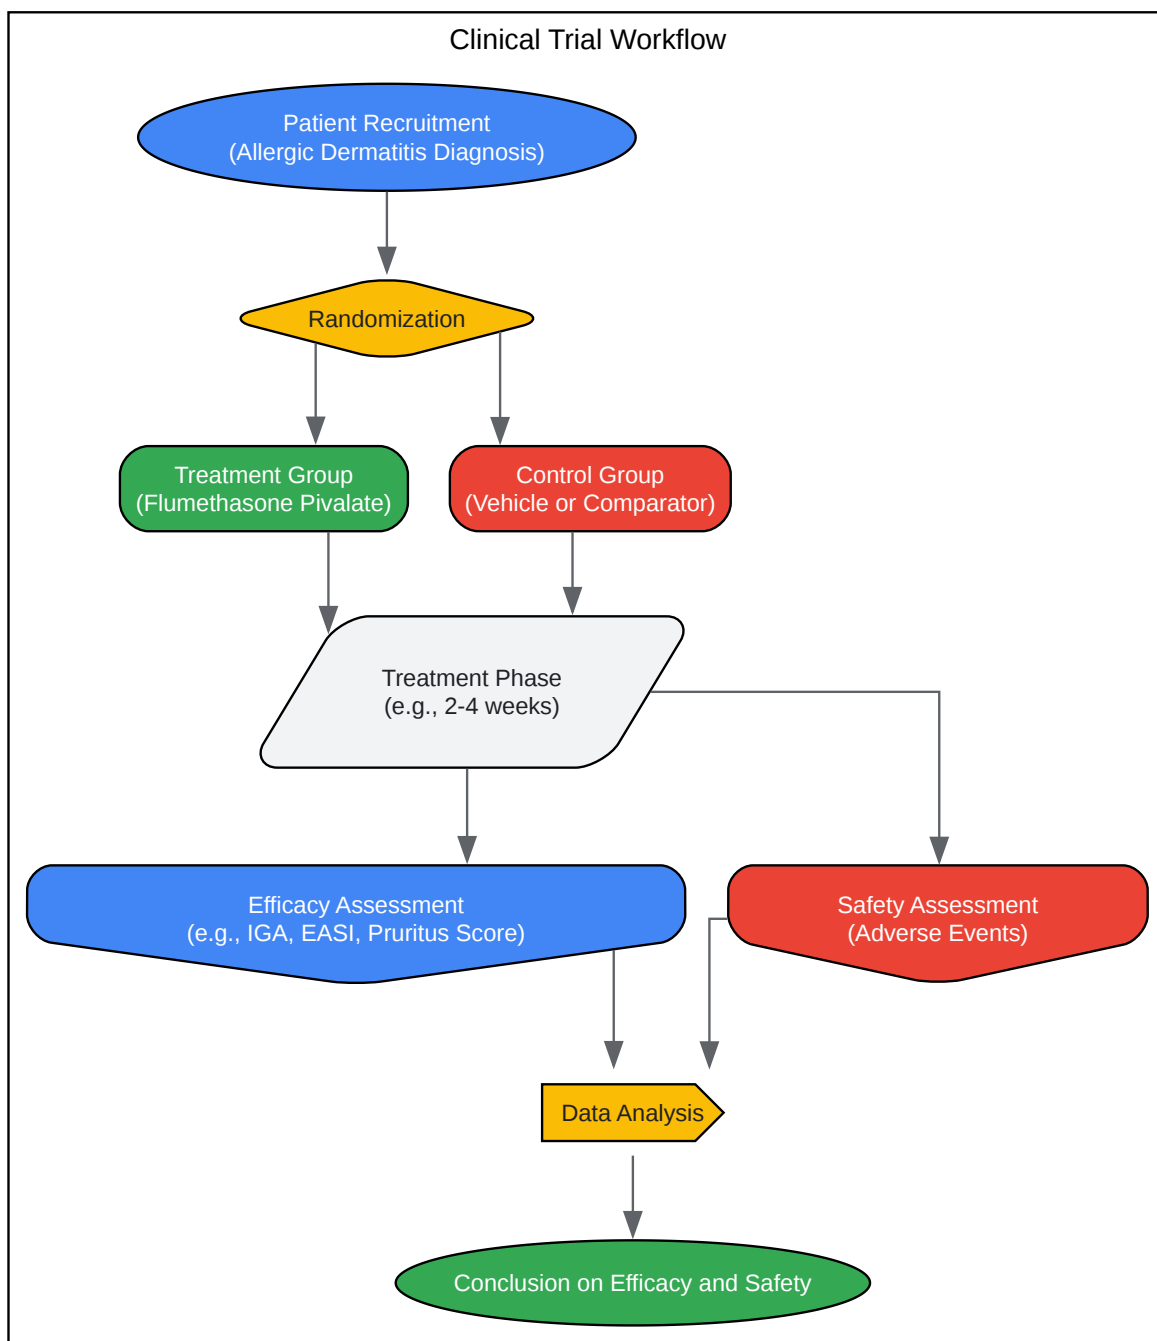 Clinical Trial Workflow
Patient Recruitment
(Allergic Dermatitis Diagnosis)
Randomization
Treatment Group
(Flumethasone Pivalate)
Control Group
(Vehicle or Comparator)
Treatment Phase
(e.g., 2-4 weeks)
Efficacy Assessment
(e.g., IGA, EASI, Pruritus Score)
Safety Assessment
(Adverse Events)
Data Analysis
Conclusion on Efficacy and Safety